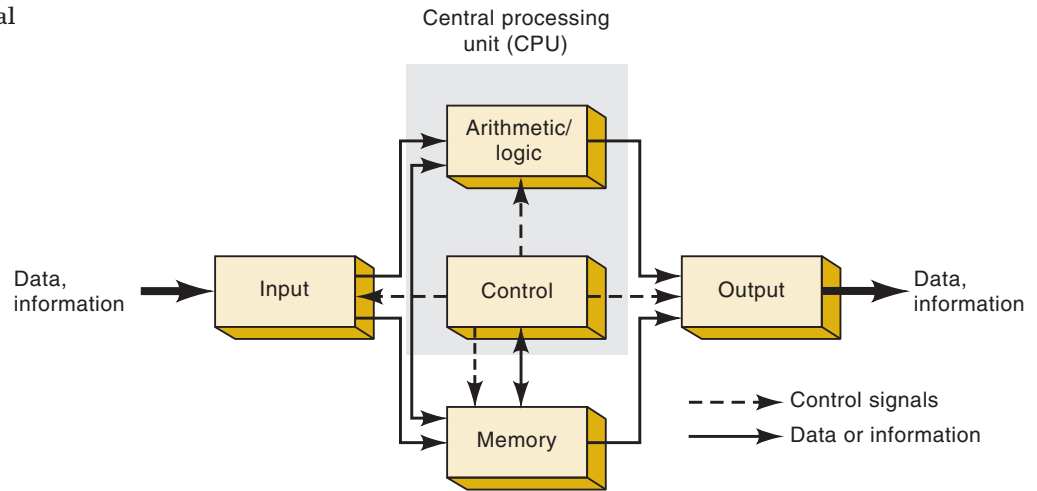 al
Central processing
unit (CPU)
Arithmetic/
logic
Data,
information
Input
Control
Output
Data,
information
Memory
Control signals
Data or information